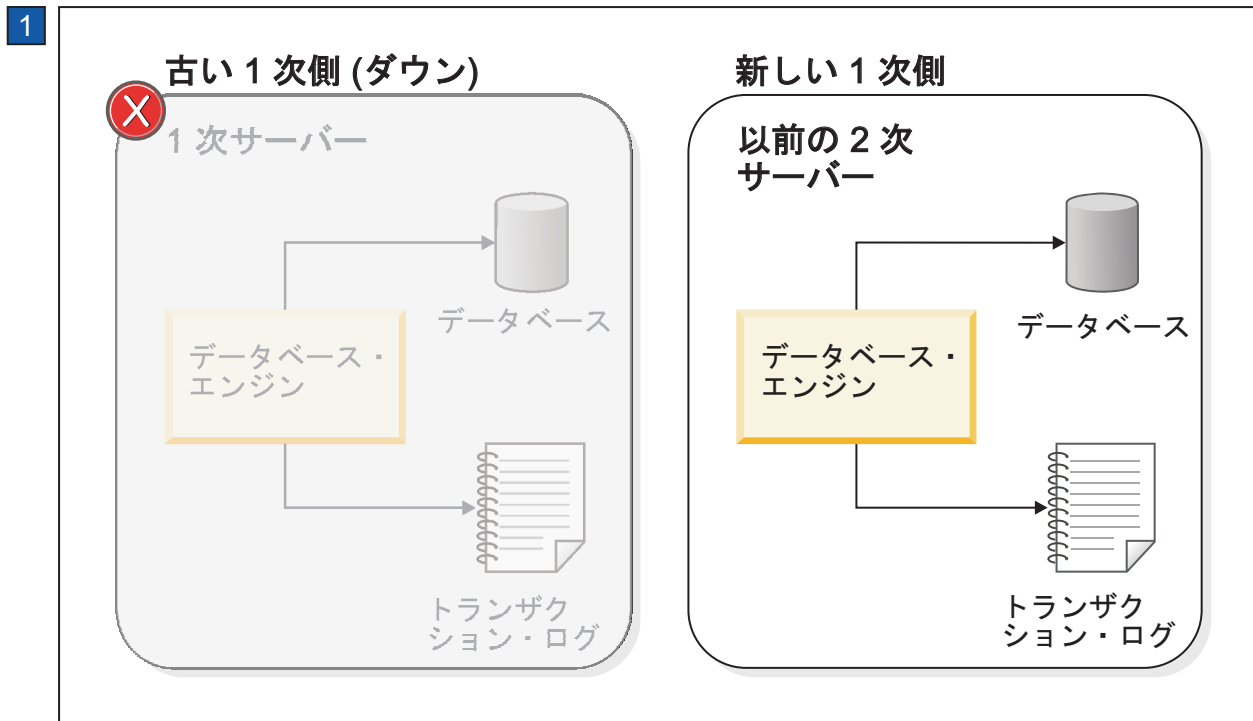 1
古い 1 次側 (ダウン)
X
1 次サーバー
データベース
データベース・
エンジン
トランザク
ション・ログ
新しい 1 次側
以前の 2 次
サーバー
データベース
データベース・
エンジン
トランザク
ション・ログ